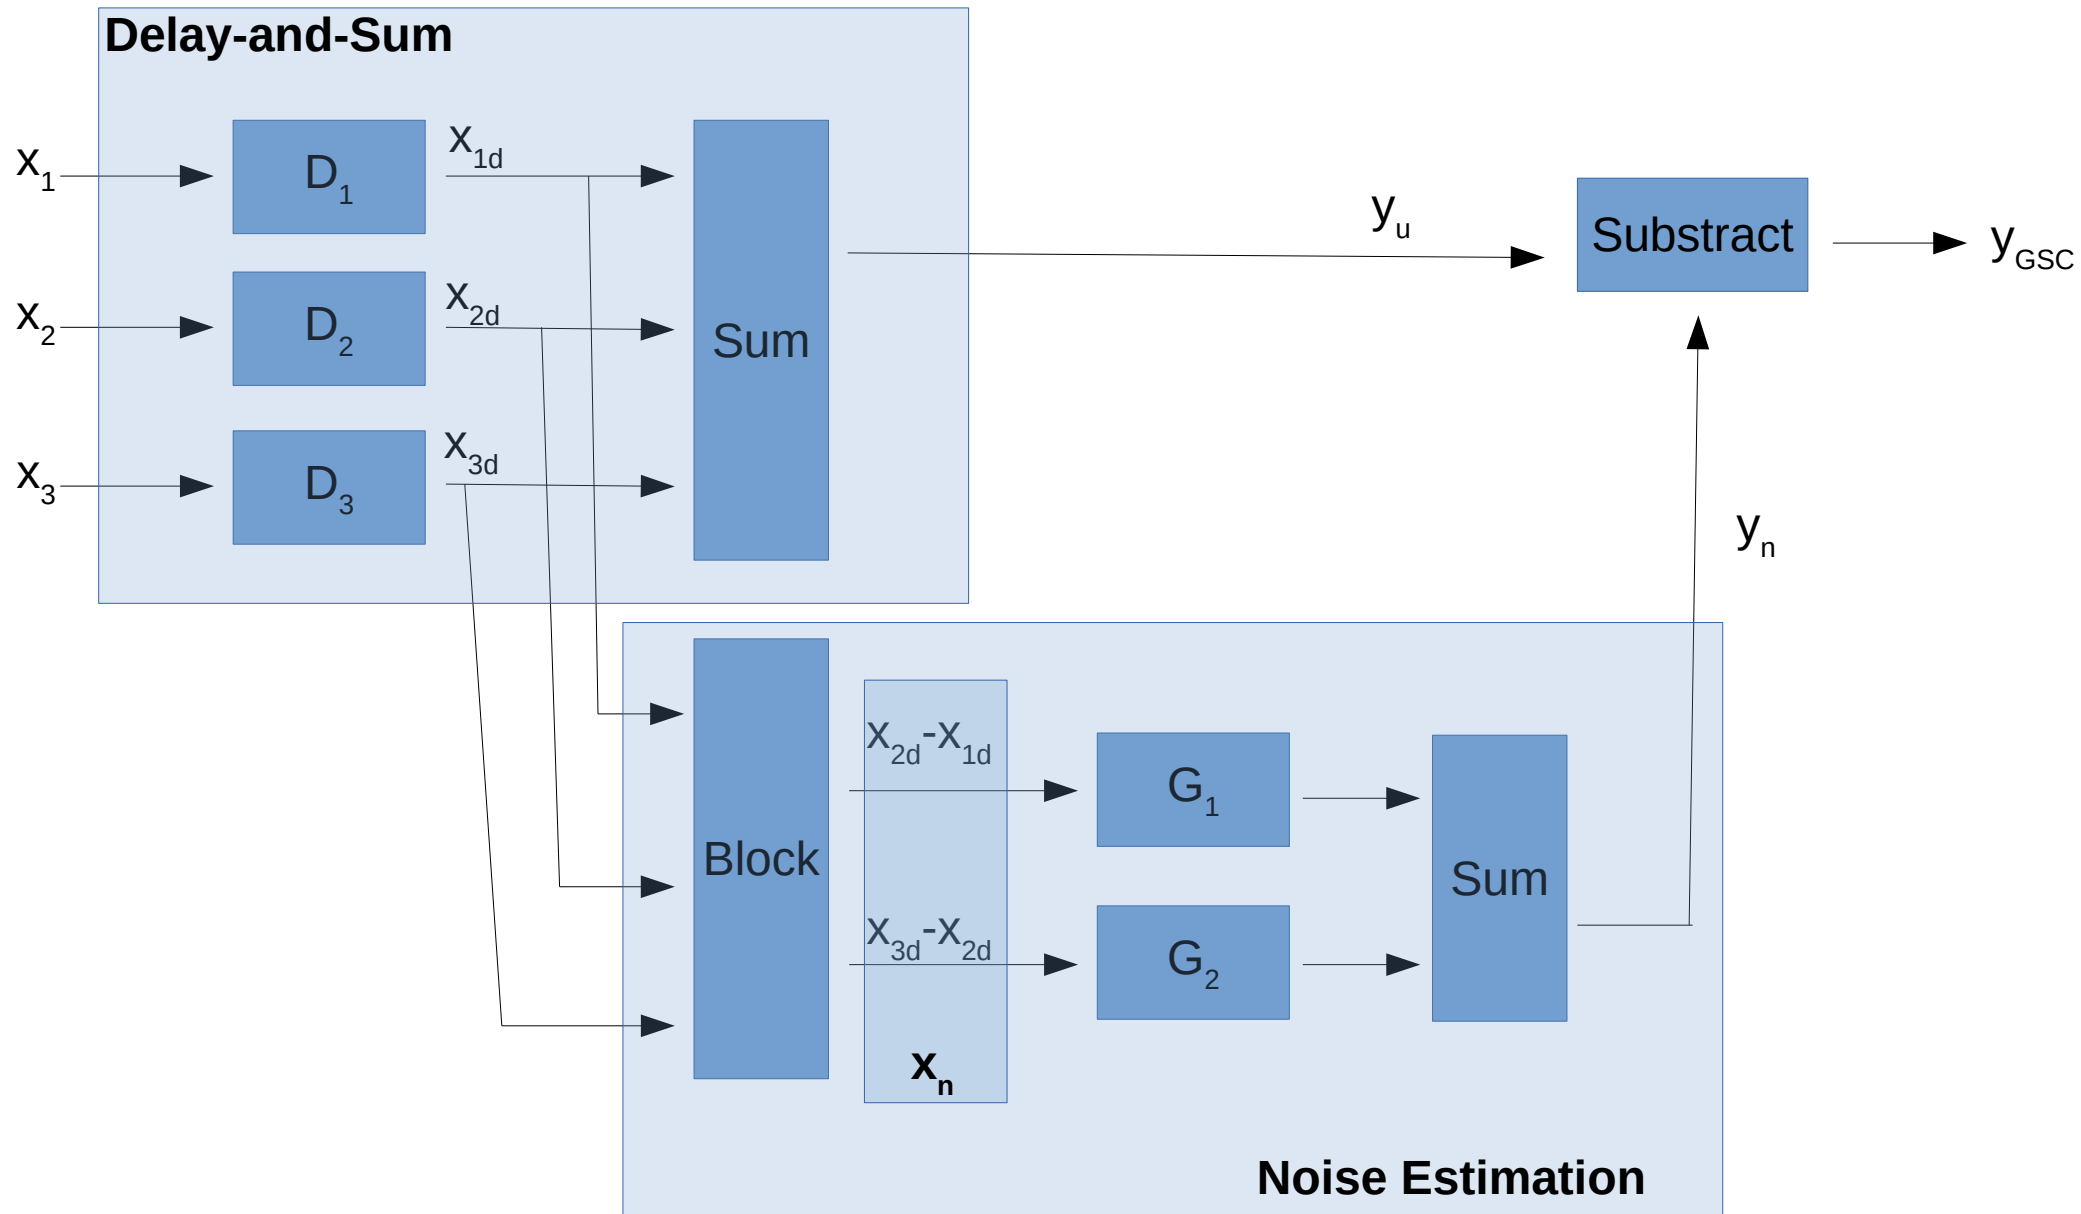 Delay-and-Sum
x1
D1
x1d
x2
D2
x2d
x3
D3
x3d
Sum
yu
Substract
yGSC
yn
Block
x2d-x1d
G1
x3d-x2d
G2
Sum
xn
Noise Estimation